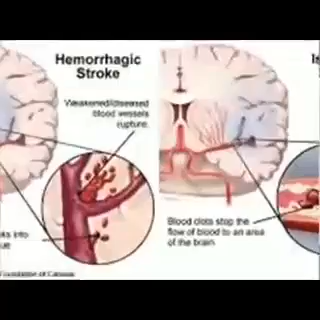 Hemorrhagic
Stroke
Weakened/diseased
blood vessels
rupture.
Is
Blood clots stop the
flow of blood to an area
of the brain
ks into
ue
Foundation of Canada